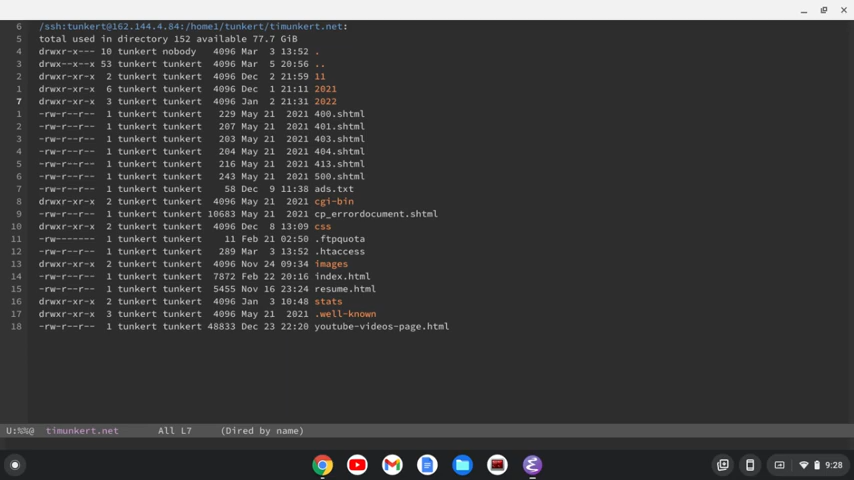 6 /ssh:tunkert@162.144.4.84:/home1/tunkert/timunkert.net:
5 total used in directory 152 available 77.7 GiB
4 drwxr-x--- 10 tunkert nobody 4096 Mar 3 13:52 .
3 drwx--x--x 53 tunkert tunkert 4096 Mar 5 20:56 ..
2 drwxr-xr-x 2 tunkert tunkert 4096 Dec 2 21:59 11
1 drwxr-xr-x 6 tunkert tunkert 4096 Dec 1 21:11 2021
7 drwxr-xr-x 3 tunkert tunkert 4096 Jan 2 21:31 2022
1 -rw-r--r-- 1 tunkert tunkert 229 May 21 2021 400.shtml
2 -rw-r--r-- 1 tunkert tunkert 207 May 21 2021 401.shtml
3 -rw-r--r-- 1 tunkert tunkert 203 May 21 2021 403.shtml
4 -rw-r--r-- 1 tunkert tunkert 204 May 21 2021 404.shtml
5 -rw-r--r-- 1 tunkert tunkert 216 May 21 2021 413.shtml
6 -rw-r--r-- 1 tunkert tunkert 243 May 21 2021 500.shtml
7 -rw-r--r-- 1 tunkert tunkert 58 Dec 9 11:38 ads.txt
8 drwxr-xr-x 2 tunkert tunkert 4096 May 21 2021 cgi-bin
9 -rw-r--r-- 1 tunkert tunkert 10683 May 21 2021 cp_errordocument.shtml
10 drwxr-xr-x 2 tunkert tunkert 4096 Dec 8 13:09 css
11 -rw------- 1 tunkert tunkert 11 Feb 21 02:50 .ftpquota
12 -rw-r--r-- 1 tunkert tunkert 289 Mar 3 13:52 .htaccess
13 drwxr-xr-x 2 tunkert tunkert 4096 Nov 24 09:34 images
14 -rw-r--r-- 1 tunkert tunkert 7872 Feb 22 20:16 index.html
15 -rw-r--r-- 1 tunkert tunkert 5455 Nov 16 23:24 resume.html
16 drwxr-xr-x 2 tunkert tunkert 4096 Jan 3 10:48 stats
17 drwxr-xr-x 3 tunkert tunkert 4096 May 21 2021 .well-known
18 -rw-r--r-- 1 tunkert tunkert 48833 Dec 23 22:20 youtube-videos-page.html
U:%%@ timunkert.net All L7 (Dired by name)
9:28